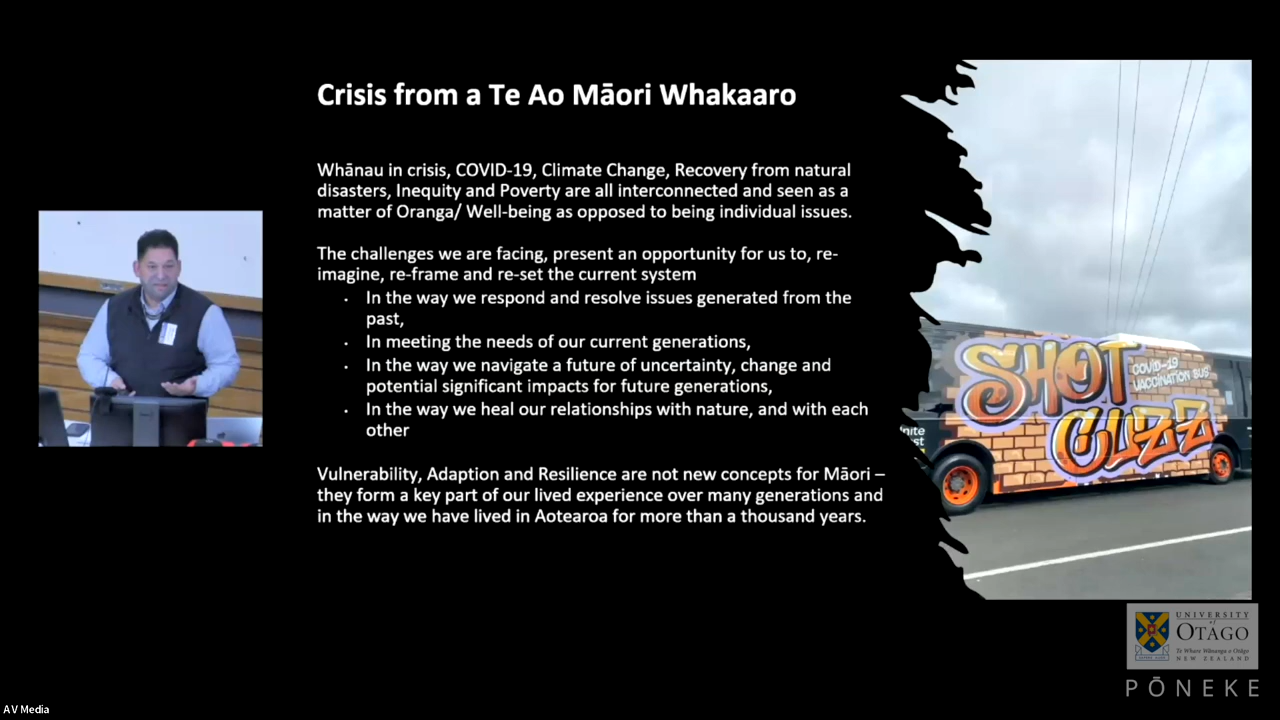 Crisis from a Te Ao Māori Whakaaro
Whānau in crisis, COVID-19, Climate Change, Recovery from natural
disasters, Inequity and Poverty are all interconnected and seen as a
matter of Oranga/ Well-being as opposed to being individual issues.
The challenges we are facing, present an opportunity for us to, re-
imagine, re-frame and re-set the current system
• In the way we respond and resolve issues generated from the
past,
• In meeting the needs of our current generations,
• In the way we navigate a future of uncertainty, change and
potential significant impacts for future generations,
• In the way we heal our relationships with nature, and with each
other
Vulnerability, Adaption and Resilience are not new concepts for Māori –
they form a key part of our lived experience over many generations and
in the way we have lived in Aotearoa for more than a thousand years.
SHOT
COVID-19
VACCINATION BUS
CUZZ
UNIVERSITY
of
OTAGO
Te Whare Wānanga o Otāgo
NEW ZEALAND
PŌNEKE
AV Media